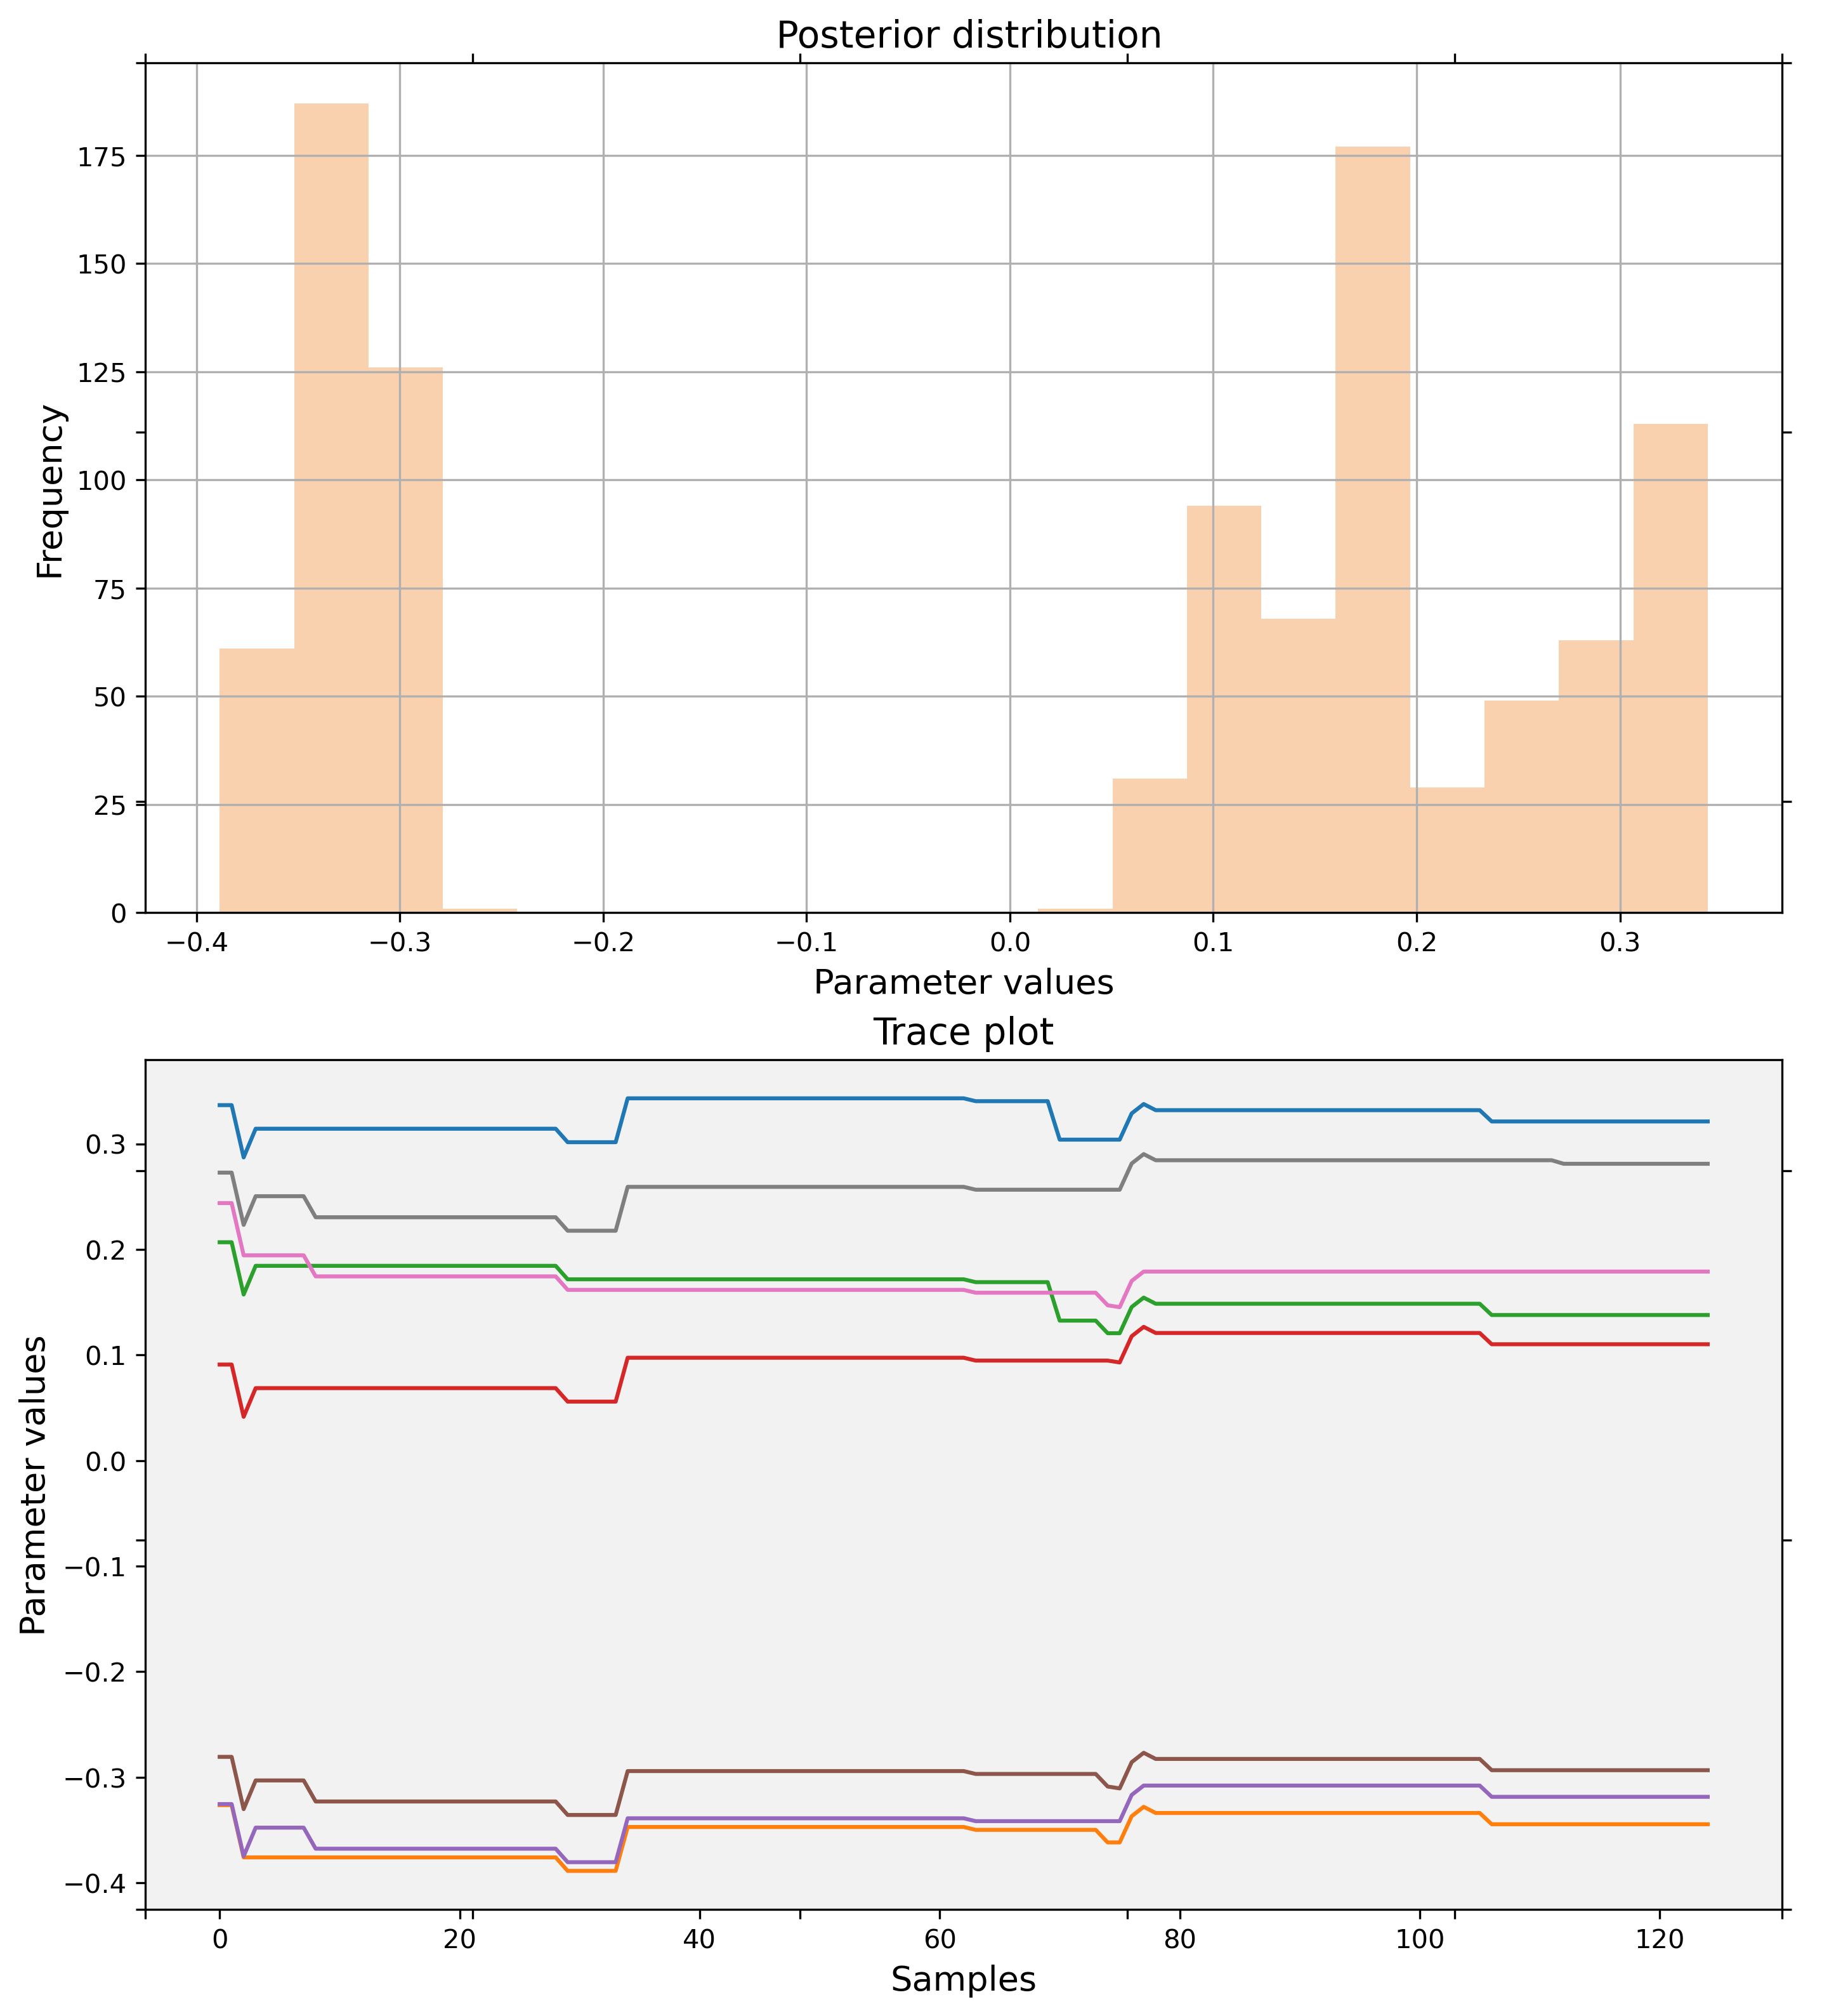 Posterior distribution
Frequency
175
150
125
100
75
50
25
0
−0.4 −0.3 −0.2 −0.1 0.0 0.1 0.2 0.3
Parameter values
Trace plot
Parameter values
0.3
0.2
0.1
0.0
−0.1
−0.2
−0.3
−0.4
0 20 40 60 80 100 120
Samples